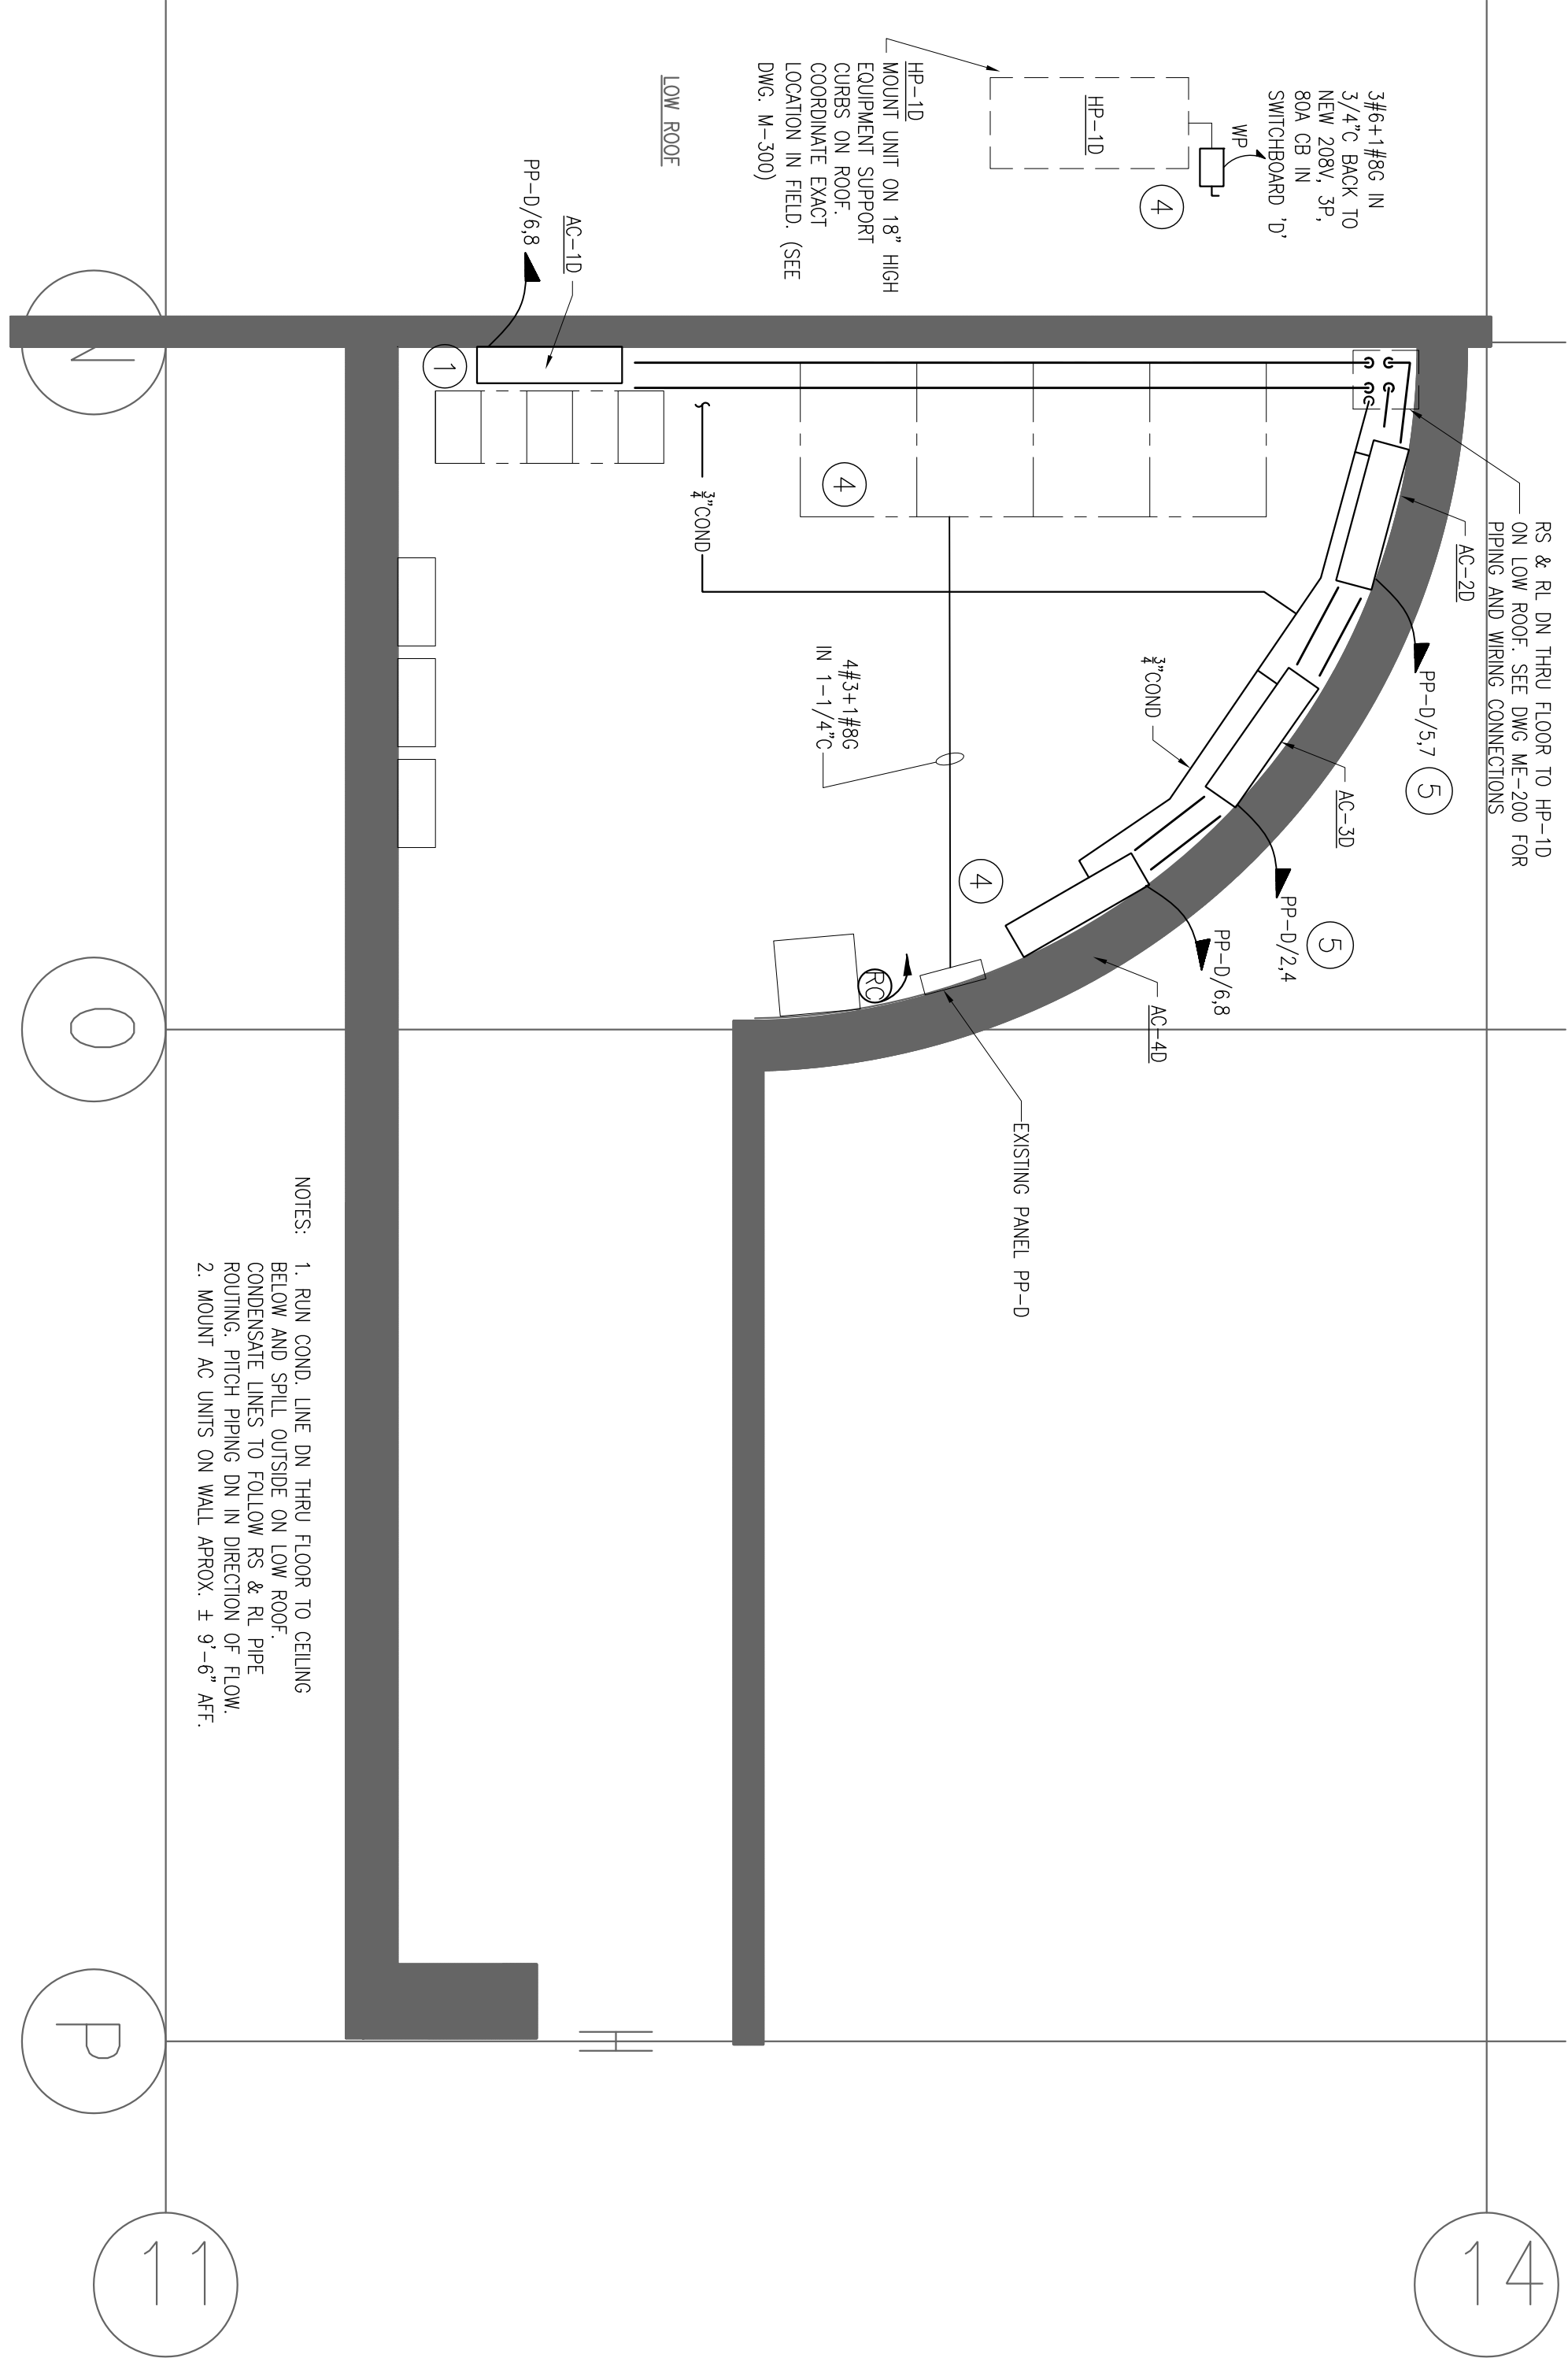 RS & RL DN THRU FLOOR TO HP-1D
ON LOW ROOF. SEE DWG ME-200 FOR
PIPING AND WIRING CONNECTIONS
3#6+1#8G IN
3/4"C BACK TO
NEW 208V, 3P,
80A CB IN
SWITCHBOARD 'D'
WP
4
HP-1D
HP-1D
MOUNT UNIT ON 18" HIGH
EQUIPMENT SUPPORT
CURBS ON ROOF.
COORDINATE EXACT
LOCATION IN FIELD. (SEE
DWG. M-300)
LOW ROOF
AC-1D
PP-D/6,8
1
AC-2D
PP-D/5,7
5
AC-3D
PP-D/2,4
5
PP-D/6,8
AC-4D
3/4"COND
3/4"COND
4
4#3+1#8G
IN 1-1/4"C
4
RC
EXISTING PANEL PP-D
NOTES: 1. RUN COND. LINE DN THRU FLOOR TO CEILING
BELOW AND SPILL OUTSIDE ON LOW ROOF.
CONDENSATE LINES TO FOLLOW RS & RL PIPE
ROUTING. PITCH PIPING DN IN DIRECTION OF FLOW.
2. MOUNT AC UNITS ON WALL APROX. ± 9'-6" AFF.
O
P
11
14